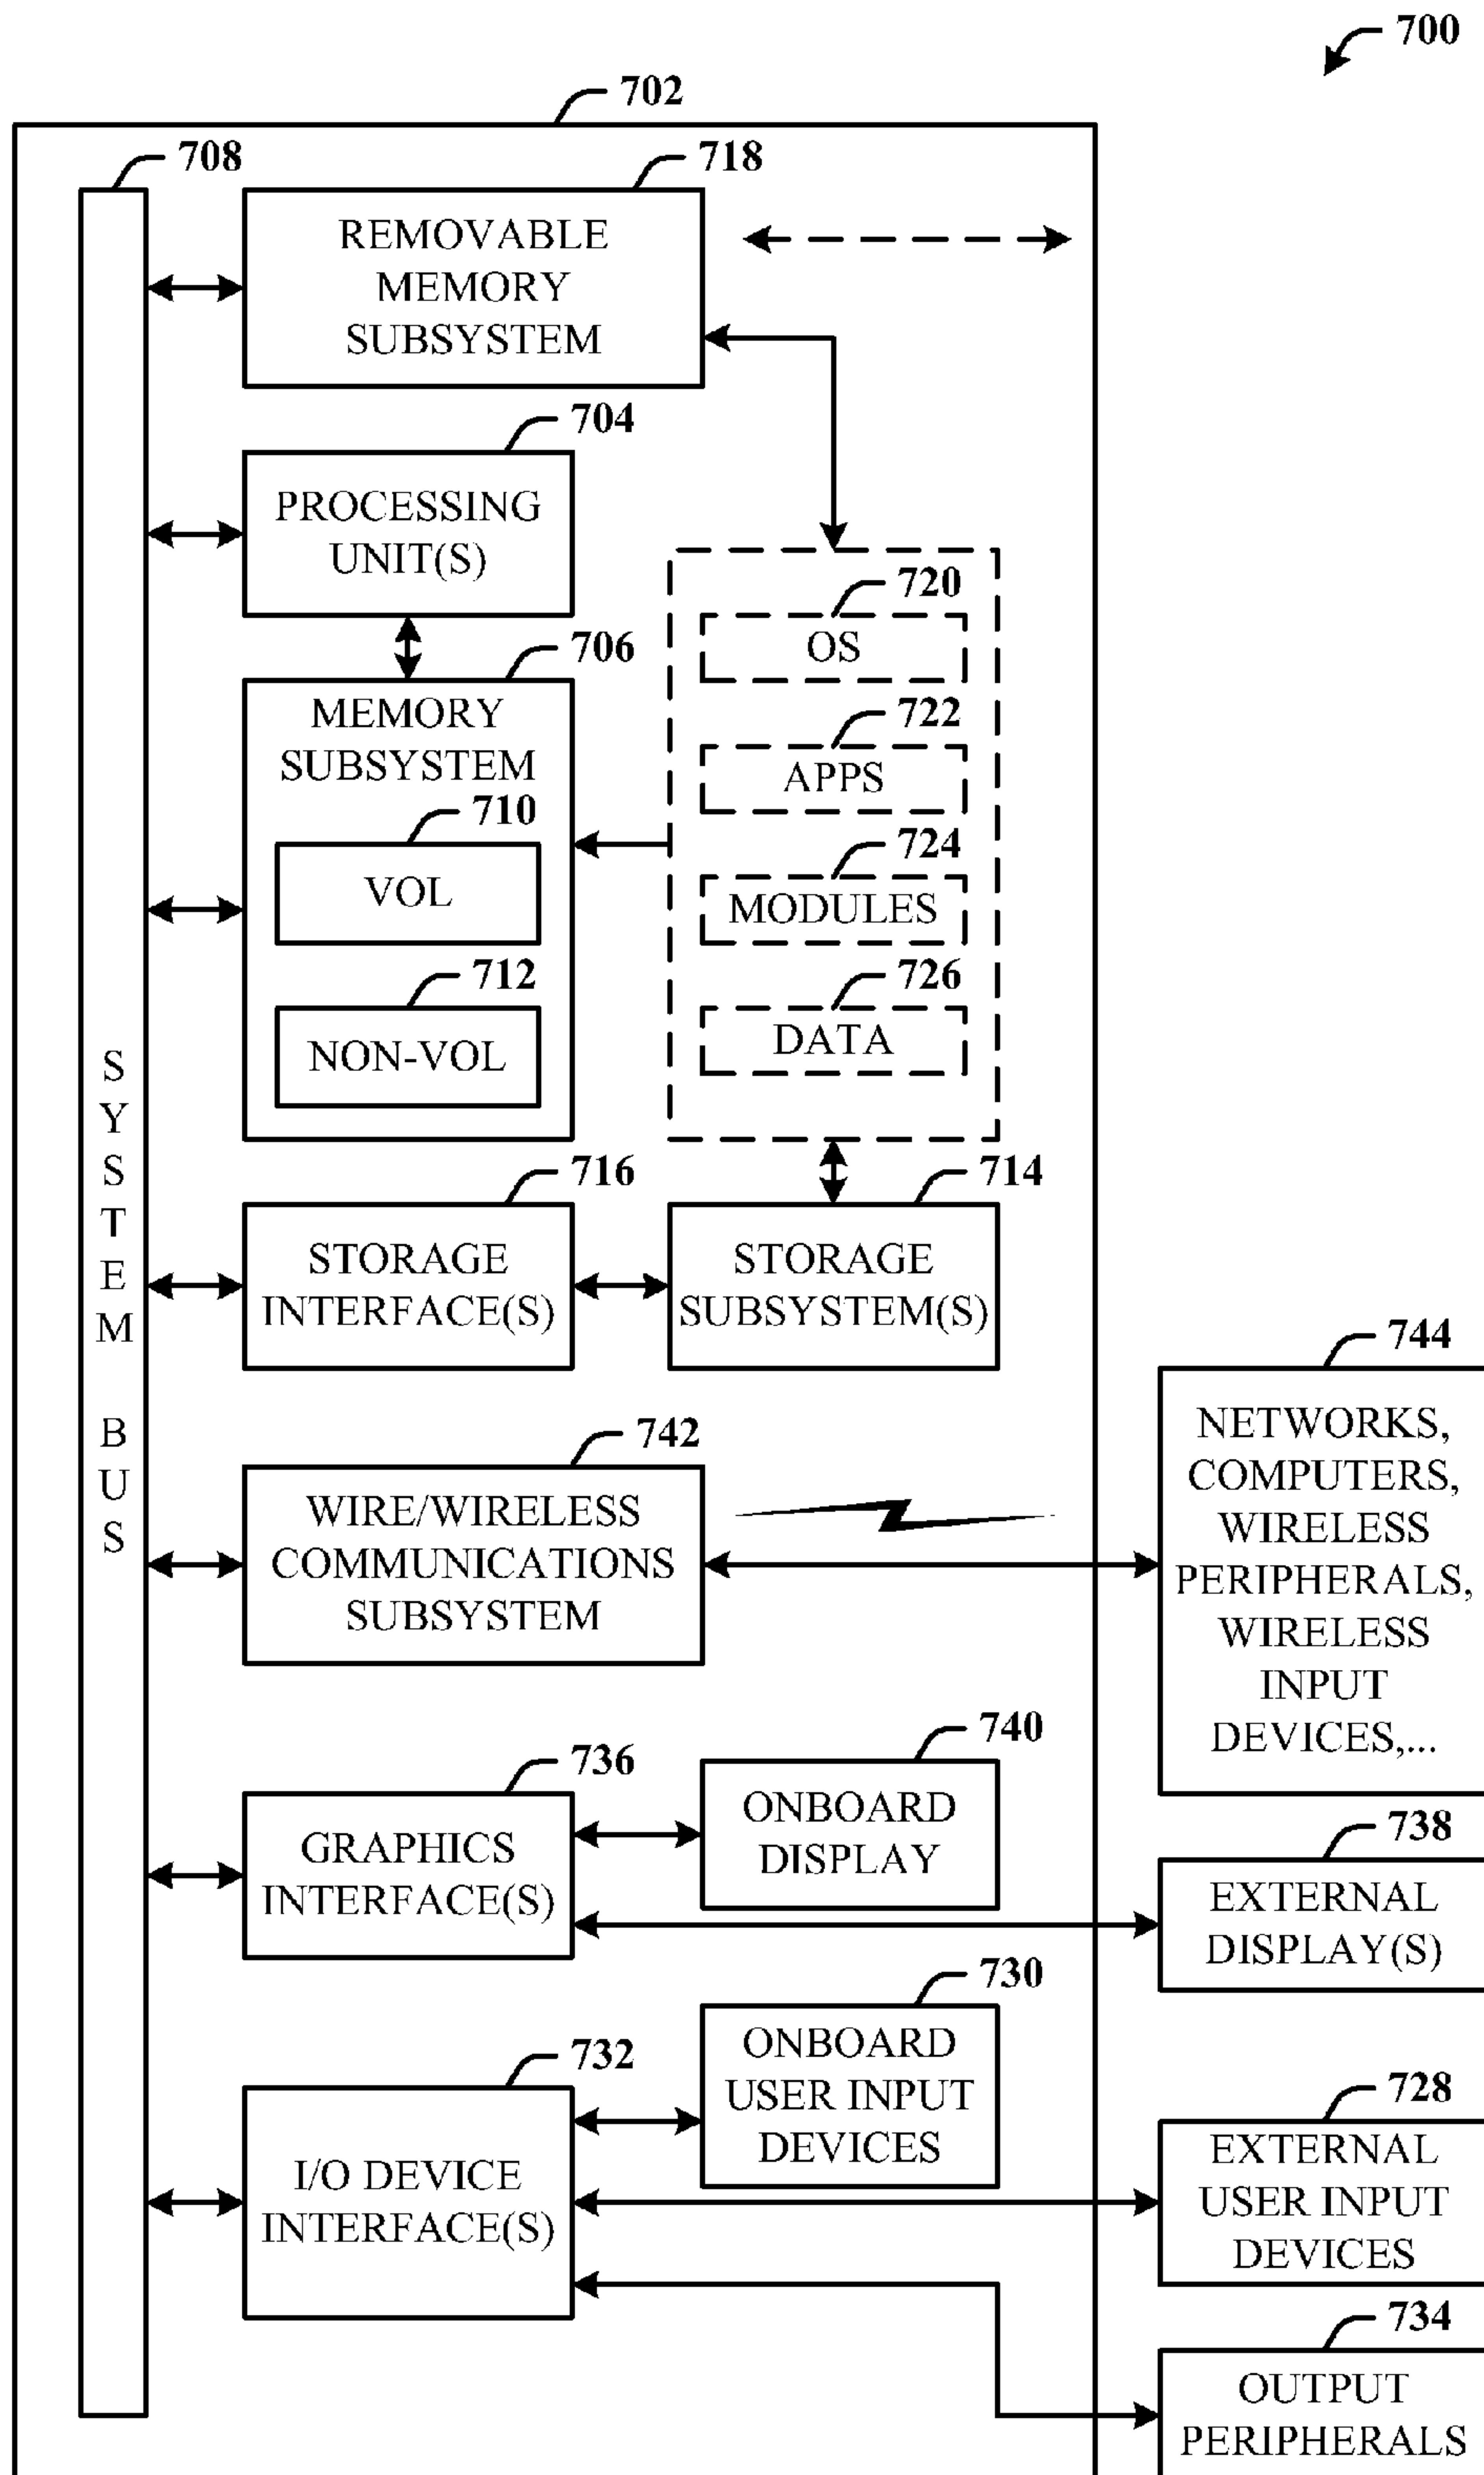 700
702
708
718
REMOVABLE
MEMORY
SUBSYSTEM
704
PROCESSING
UNIT(S)
706
MEMORY
SUBSYSTEM
710
VOL
712
NON-VOL
720
OS
722
APPS
724
MODULES
726
DATA
SYSTEM BUS
716
STORAGE
INTERFACE(S)
714
STORAGE
SUBSYSTEM(S)
742
WIRE/WIRELESS
COMMUNICATIONS
SUBSYSTEM
744
NETWORKS,
COMPUTERS,
WIRELESS
PERIPHERALS,
WIRELESS
INPUT
DEVICES,...
736
GRAPHICS
INTERFACE(S)
740
ONBOARD
DISPLAY
738
EXTERNAL
DISPLAY(S)
732
I/O DEVICE
INTERFACE(S)
730
ONBOARD
USER INPUT
DEVICES
728
EXTERNAL
USER INPUT
DEVICES
734
OUTPUT
PERIPHERALS